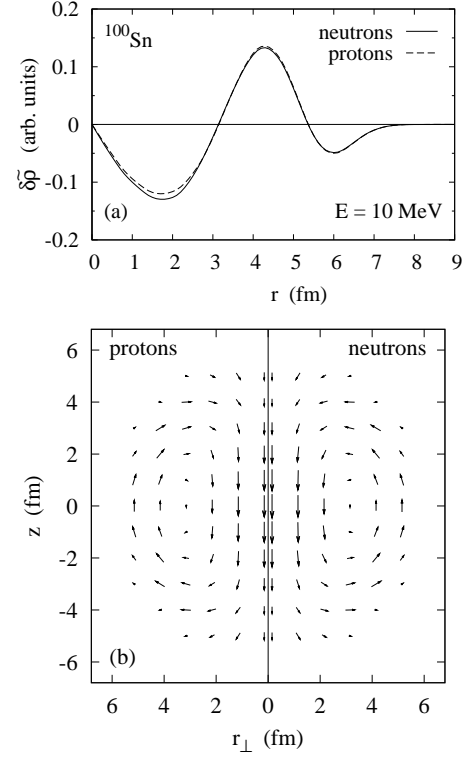 0.2
0.1
0
-0.1
-0.2
δρ̃ (arb. units)
¹⁰⁰Sn
neutrons
protons
(a)
E = 10 MeV
0 1 2 3 4 5 6 7 8 9
r (fm)
protons
neutrons
6
4
2
0
-2
-4
-6
z (fm)
(b)
6 4 2 0 2 4 6
r⊥ (fm)